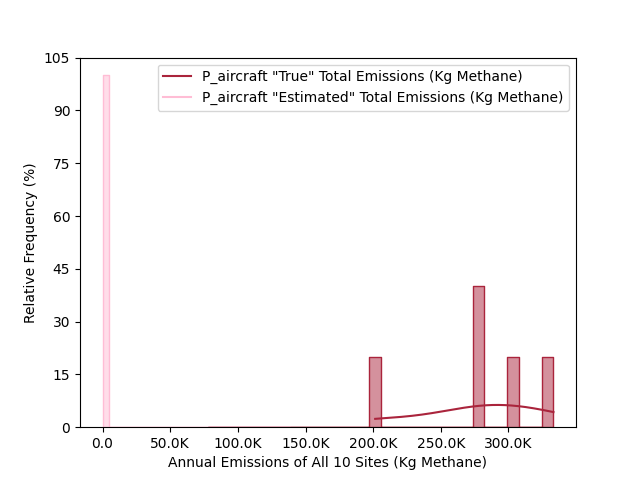 105
90
75
60
45
30
15
0
Relative Frequency (%)
P_aircraft "True" Total Emissions (Kg Methane)
P_aircraft "Estimated" Total Emissions (Kg Methane)
0.0 50.0K 100.0K 150.0K 200.0K 250.0K 300.0K
Annual Emissions of All 10 Sites (Kg Methane)